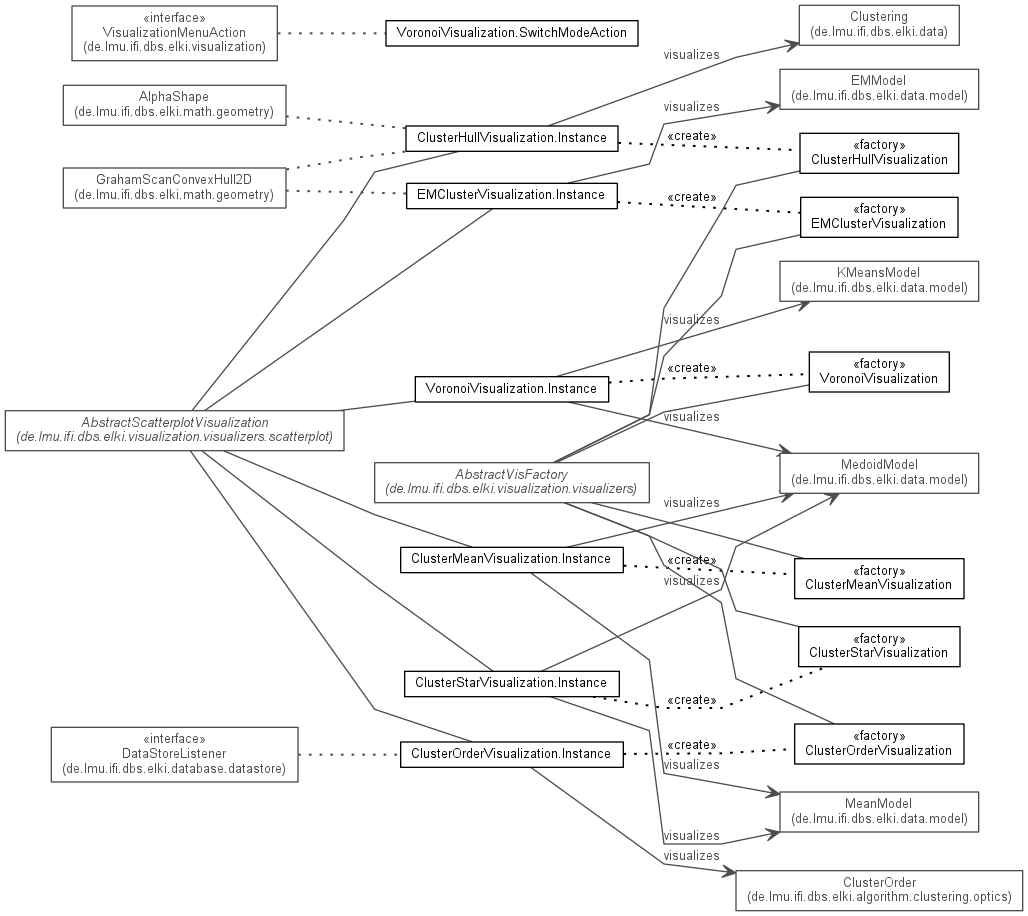 «interface»
VisualizationMenuAction
(de.lmu.ifi.dbs.elki.visualization)
VoronoiVisualization.SwitchModeAction
Clustering
(de.lmu.ifi.dbs.elki.data)
visualizes
EMModel
(de.lmu.ifi.dbs.elki.data.model)
AlphaShape
(de.lmu.ifi.dbs.elki.math.geometry)
visualizes
ClusterHullVisualization.Instance
«create»
«factory»
ClusterHullVisualization
GrahamScanConvexHull2D
(de.lmu.ifi.dbs.elki.math.geometry)
EMClusterVisualization.Instance
«create»
«factory»
EMClusterVisualization
KMeansModel
(de.lmu.ifi.dbs.elki.data.model)
visualizes
VoronoiVisualization.Instance
«create»
«factory»
VoronoiVisualization
AbstractScatterplotVisualization
(de.lmu.ifi.dbs.elki.visualization.visualizers.scatterplot)
visualizes
AbstractVisFactory
(de.lmu.ifi.dbs.elki.visualization.visualizers)
MedoidModel
(de.lmu.ifi.dbs.elki.data.model)
visualizes
ClusterMeanVisualization.Instance
«create»
visualizes
«factory»
ClusterMeanVisualization
«factory»
ClusterStarVisualization
ClusterStarVisualization.Instance
«create»
«interface»
DataStoreListener
(de.lmu.ifi.dbs.elki.database.datastore)
ClusterOrderVisualization.Instance
«create»
visualizes
«factory»
ClusterOrderVisualization
MeanModel
(de.lmu.ifi.dbs.elki.data.model)
visualizes
visualizes
ClusterOrder
(de.lmu.ifi.dbs.elki.algorithm.clustering.optics)